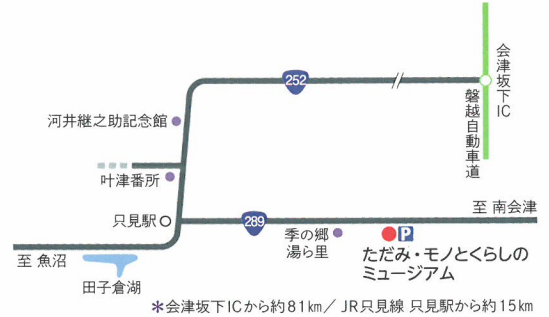 252
会津坂下IC
磐越自動車道
河井継之助記念館
叶津番所
只見駅
289
至 南会津
季の郷
湯ら里
P
ただみ・モノとくらしの
ミュージアム
至 魚沼
田子倉湖
*会津坂下ICから約81km／JR只見線 只見駅から約15km